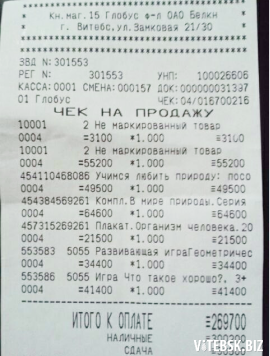 Кн.маг.15 Глобус ф-л ОАО Белкн
г. Витебс,ул.Замковая 21/30
ЗВД N:301553
РЕГ N: 301553 УНП: 100026606
КАССА:0001 СМЕНА:000157 ДОК:000000031337
01 Глобус ЧЕК:04/016700216
ЧЕК НА ПРОДАЖУ
10001 2 Не маркированный товар
0004 =3100 *1.000 =3100
10001 2 Не маркированный товар
0004 =55200 *1.000 =55200
454110468086 Учимся любить природу: посо
0004 =49500 *1.000 =49500
454384569261 Компл.В мире природы.Серия
0004 =64600 *1.000 =64600
457315269261 Плакат.Организм человека.20
0004 =21500 *1.000 =21500
553583 5055 Развивающая играГеометричес
0004 =34400 *1.000 =34400
553586 5055 Игра Что такое хорошо?, 3+
0004 =41400 *1.000 =41400
ИТОГО К ОПЛАТЕ =269700
НАЛИЧНЫЕ
СДАЧА
VITEBSK.BIZ